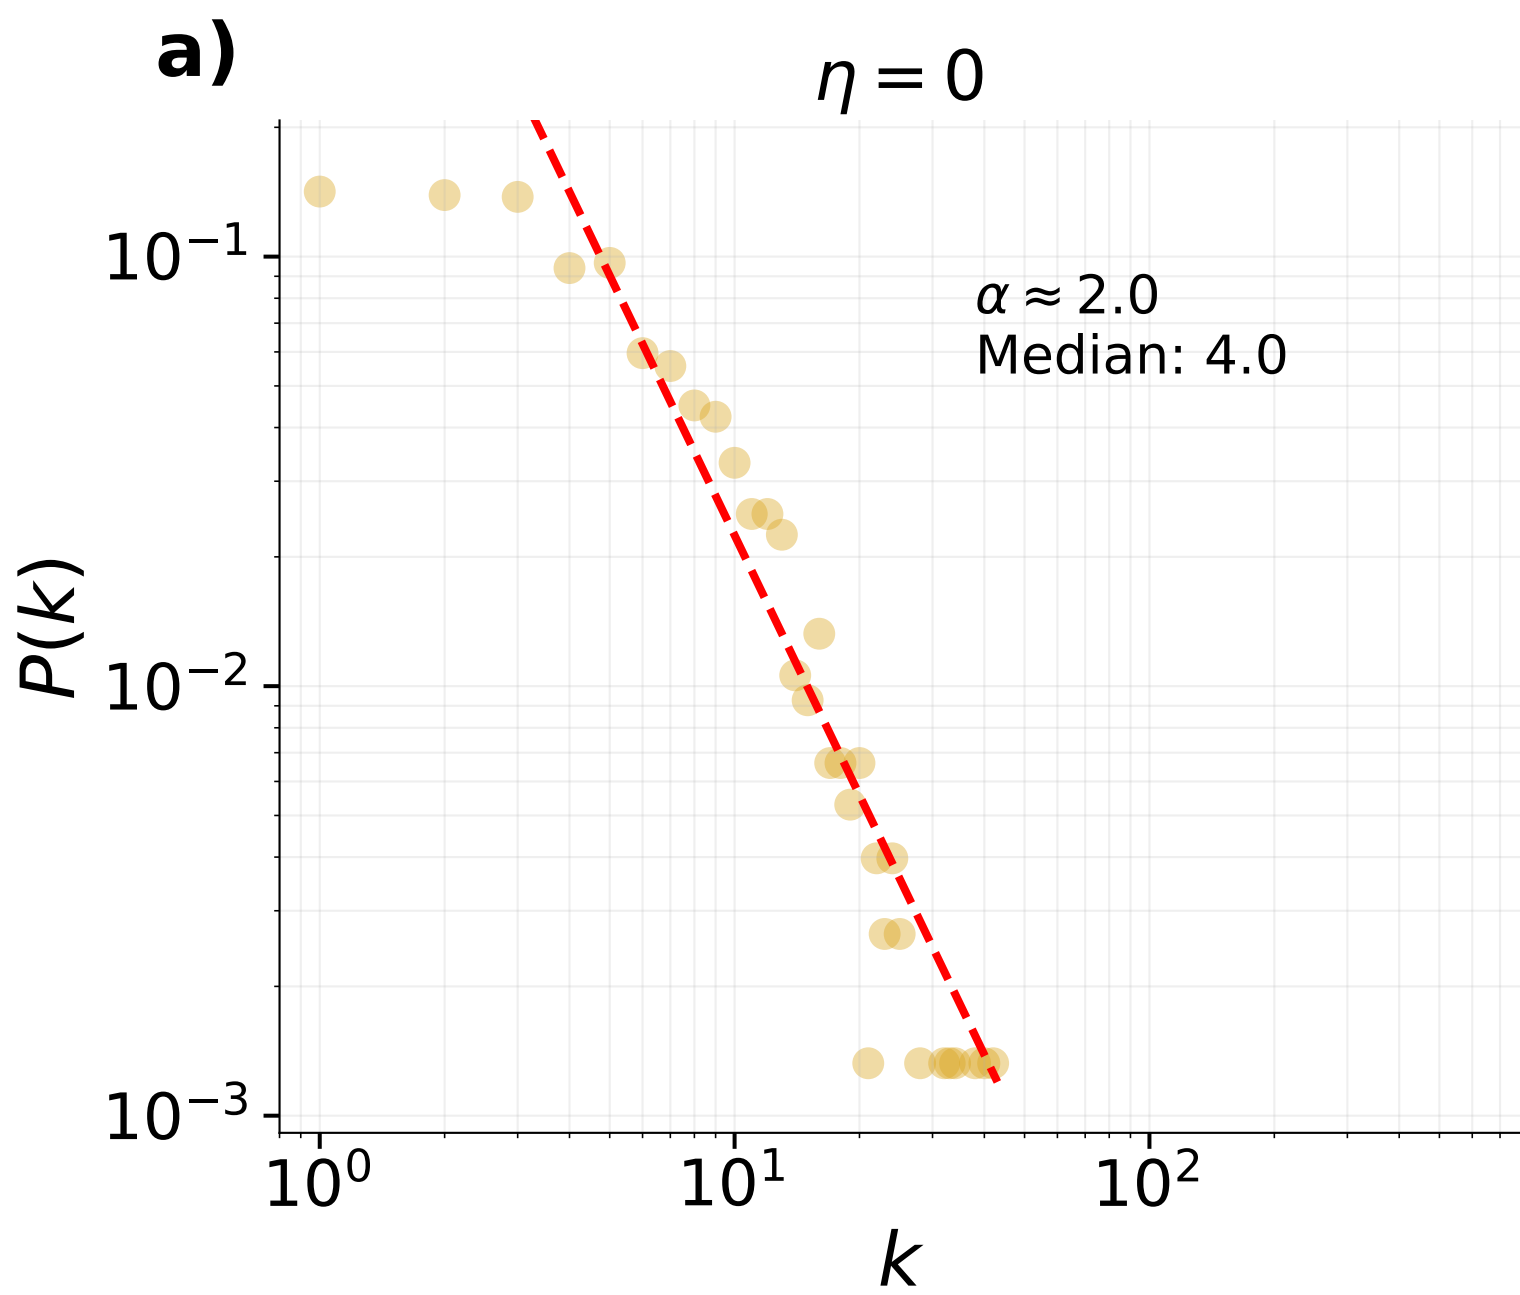 a)
η = 0
α ≈ 2.0
Median: 4.0
P(k)
10⁻¹
10⁻²
10⁻³
10⁰ 10¹ 10²
k